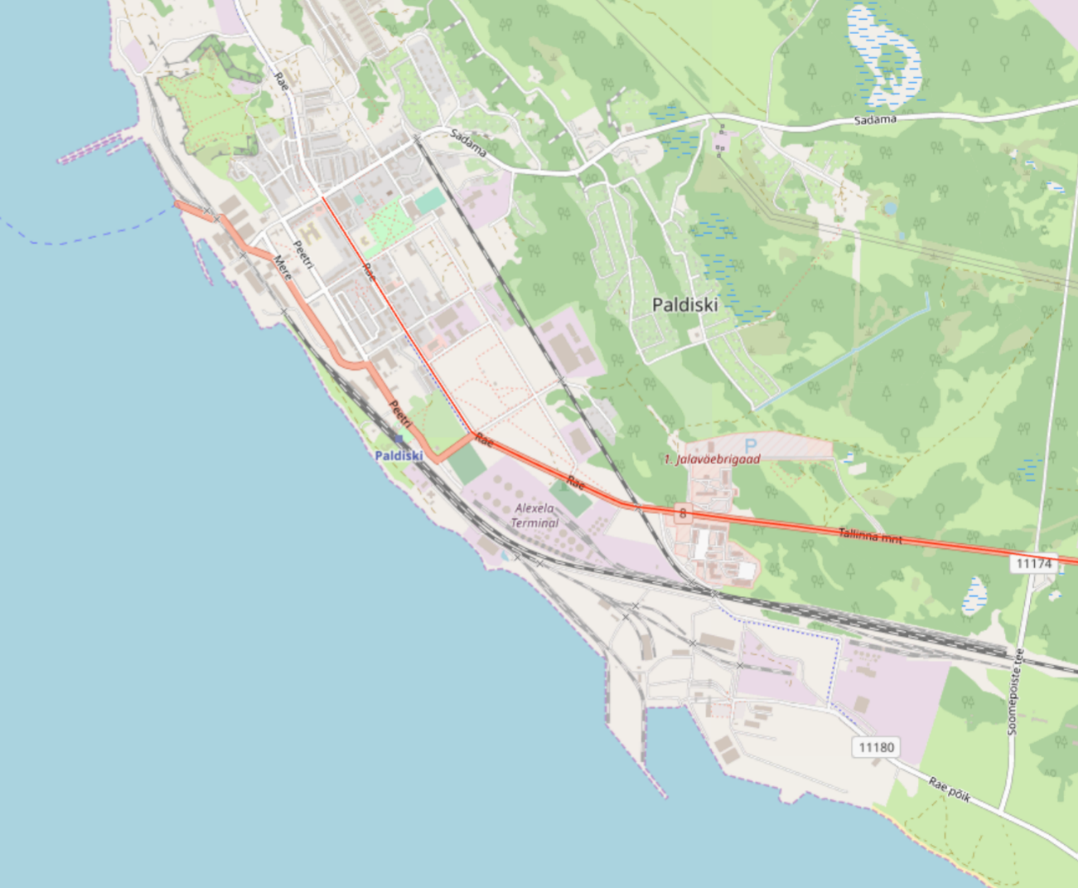 Rae
Sadama
Sadama
Peetri
Mere
Rae
Paldiski
Peetri
Rae
Paldiski
P
1. Jalaväebrigaad
Rae
Alexela
Terminal
8
Tallinna mnt
11174
Soomepoiste tee
11180
Rae põik